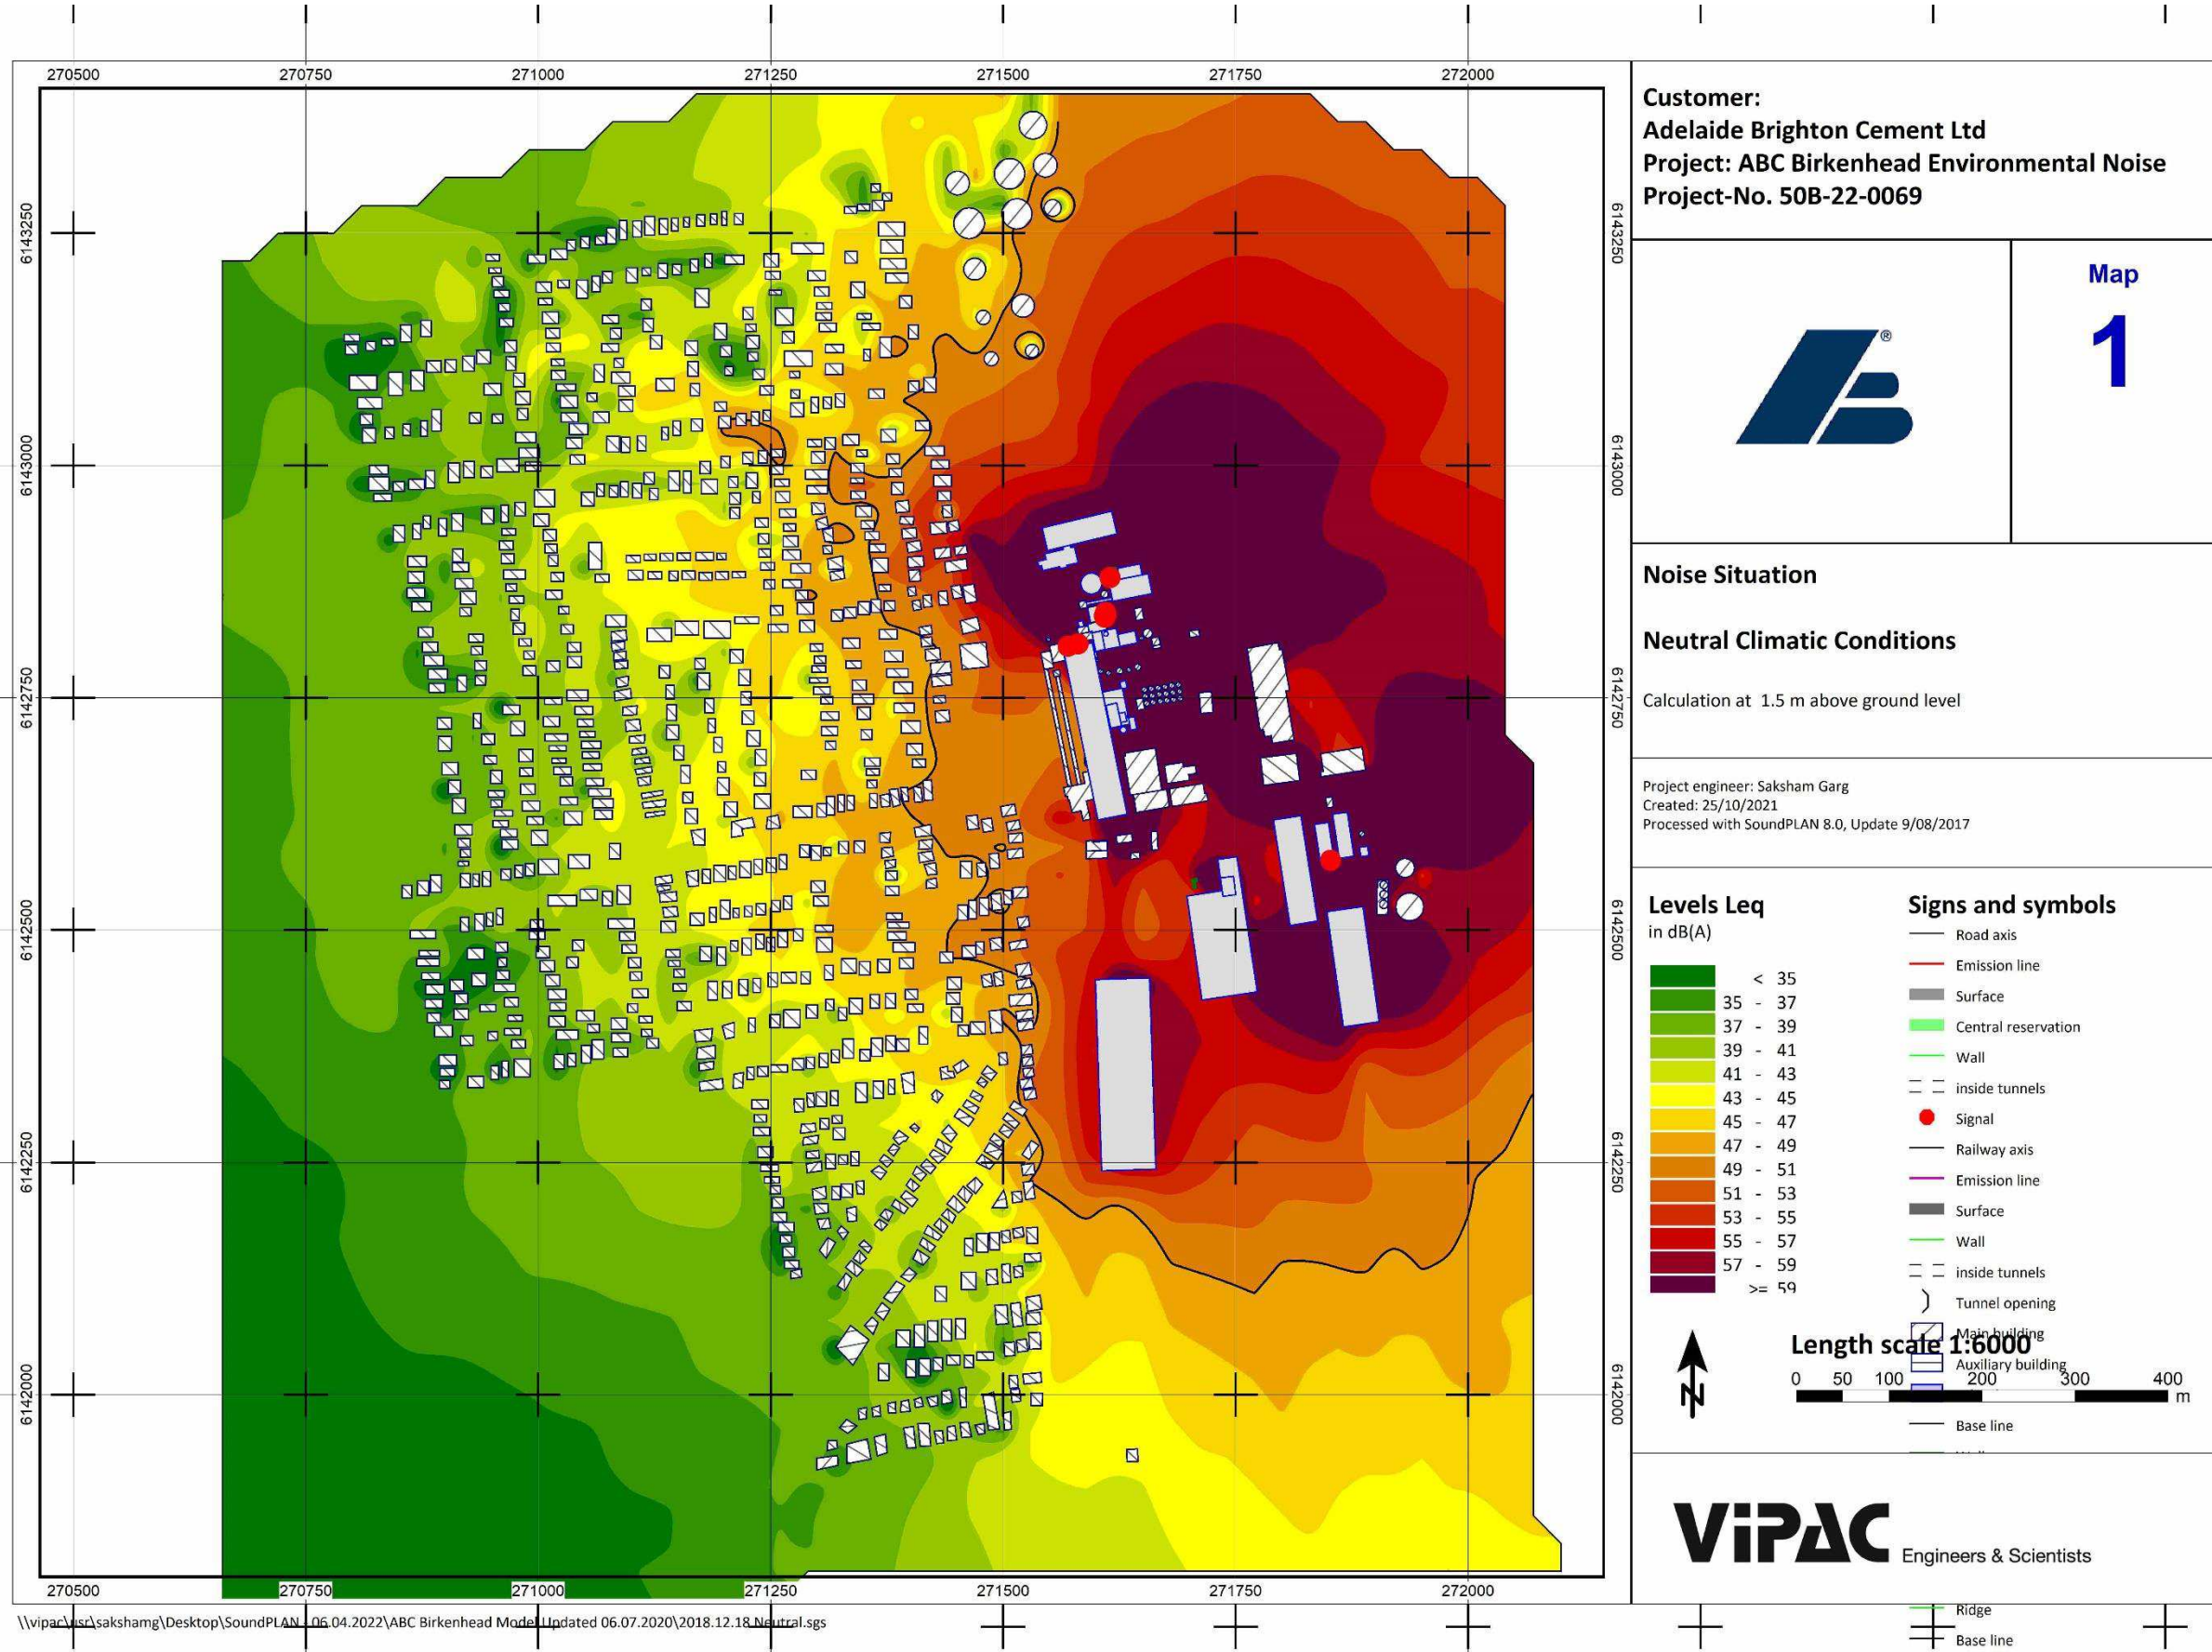 270500 270750 271000 271250 271500 271750 272000
6143250
6143000
6142750
6142500
6142250
6142000
6143250
6143000
6142750
6142500
6142250
6142000
270500 270750 271000 271250 271500 271750 272000
\\vipac\usr\sakshamg\Desktop\SoundPLAN - 06.04.2022\ABC Birkenhead Model Updated 06.07.2020\2018.12.18 Neutral.sgs
Customer:
Adelaide Brighton Cement Ltd
Project: ABC Birkenhead Environmental Noise
Project-No. 50B-22-0069
®
Map
1
Noise Situation
Neutral Climatic Conditions
Calculation at 1.5 m above ground level
Project engineer: Saksham Garg
Created: 25/10/2021
Processed with SoundPLAN 8.0, Update 9/08/2017
Levels Leq
in dB(A)
< 35
35 - 37
37 - 39
39 - 41
41 - 43
43 - 45
45 - 47
47 - 49
49 - 51
51 - 53
53 - 55
55 - 57
57 - 59
>= 59
Signs and symbols
Road axis
Emission line
Surface
Central reservation
Wall
inside tunnels
Signal
Railway axis
Emission line
Surface
Wall
inside tunnels
Tunnel opening
Main building
Length scale 1:6000
Auxiliary building
0 50 100 200 300 400
m
N
Base line
ViPAC Engineers & Scientists
Ridge
Base line